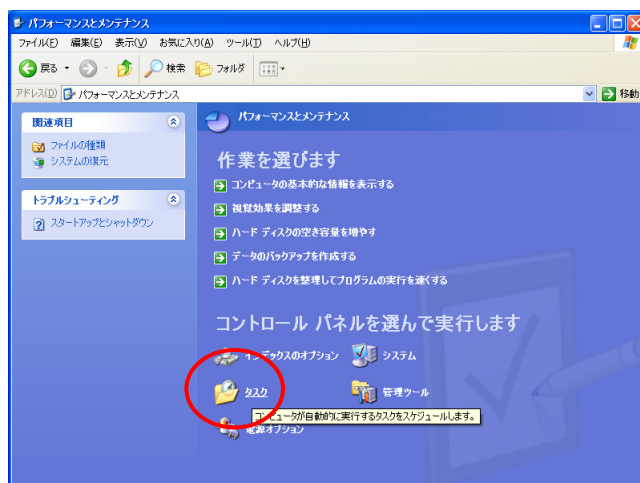 パフォーマンスとメンテナンス
ファイル(F) 編集(E) 表示(V) お気に入り(A) ツール(T) ヘルプ(H)
戻る 検索 フォルダ
アドレス(D) パフォーマンスとメンテナンス 移動
関連項目
ファイルの種類
システムの復元
トラブルシューティング
スタートアップとシャットダウン
パフォーマンスとメンテナンス
作業を選びます
コンピュータの基本的な情報を表示する
視覚効果を調整する
ハード ディスクの空き容量を増やす
データのバックアップを作成する
ハード ディスクを整理してプログラムの実行を速くする
コントロール パネルを選んで実行します
インデックスのオプション システム
タスク 管理ツール
コンピュータが自動的に実行するタスクをスケジュールします。
電源オプション